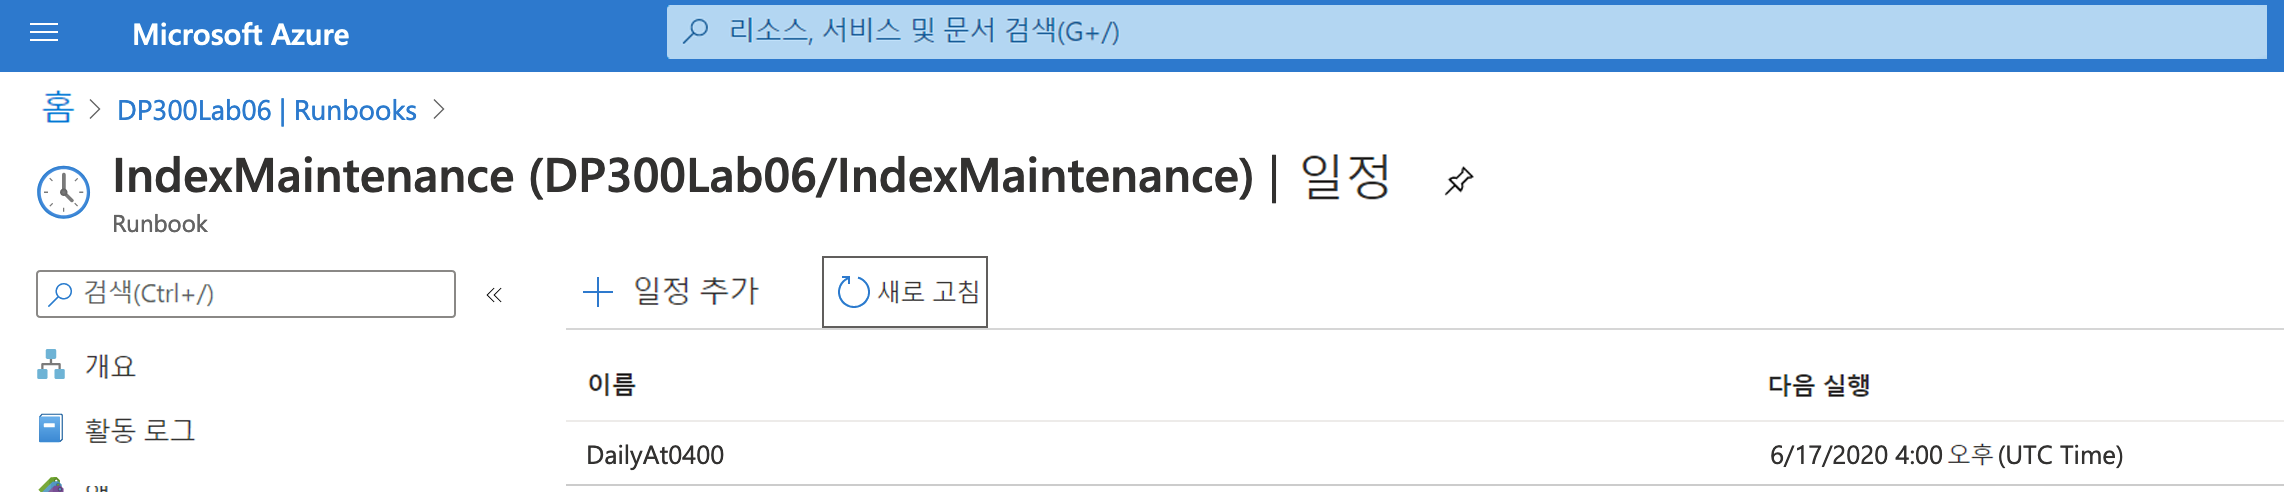 Microsoft Azure
리소스, 서비스 및 문서 검색(G+/)
홈 > DP300Lab06 | Runbooks >
IndexMaintenance (DP300Lab06/IndexMaintenance) | 일정
Runbook
검색(Ctrl+/)
«
일정 추가
새로 고침
개요
활동 로그
이름
다음 실행
DailyAt0400
6/17/2020 4:00 오후 (UTC Time)